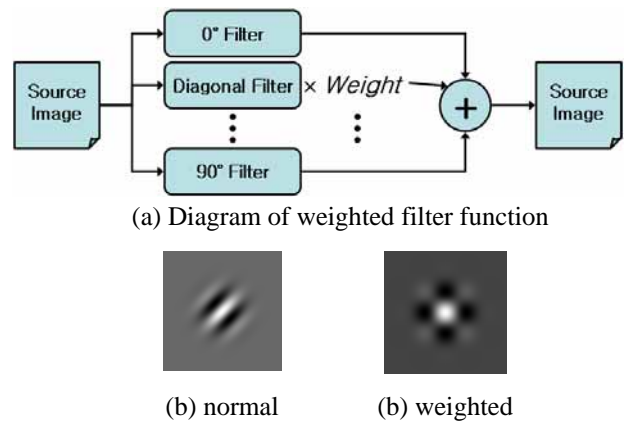 0° Filter
Source
Image
Diagonal Filter × Weight
+
Source
Image
90° Filter
(a) Diagram of weighted filter function
(b) normal
(b) weighted